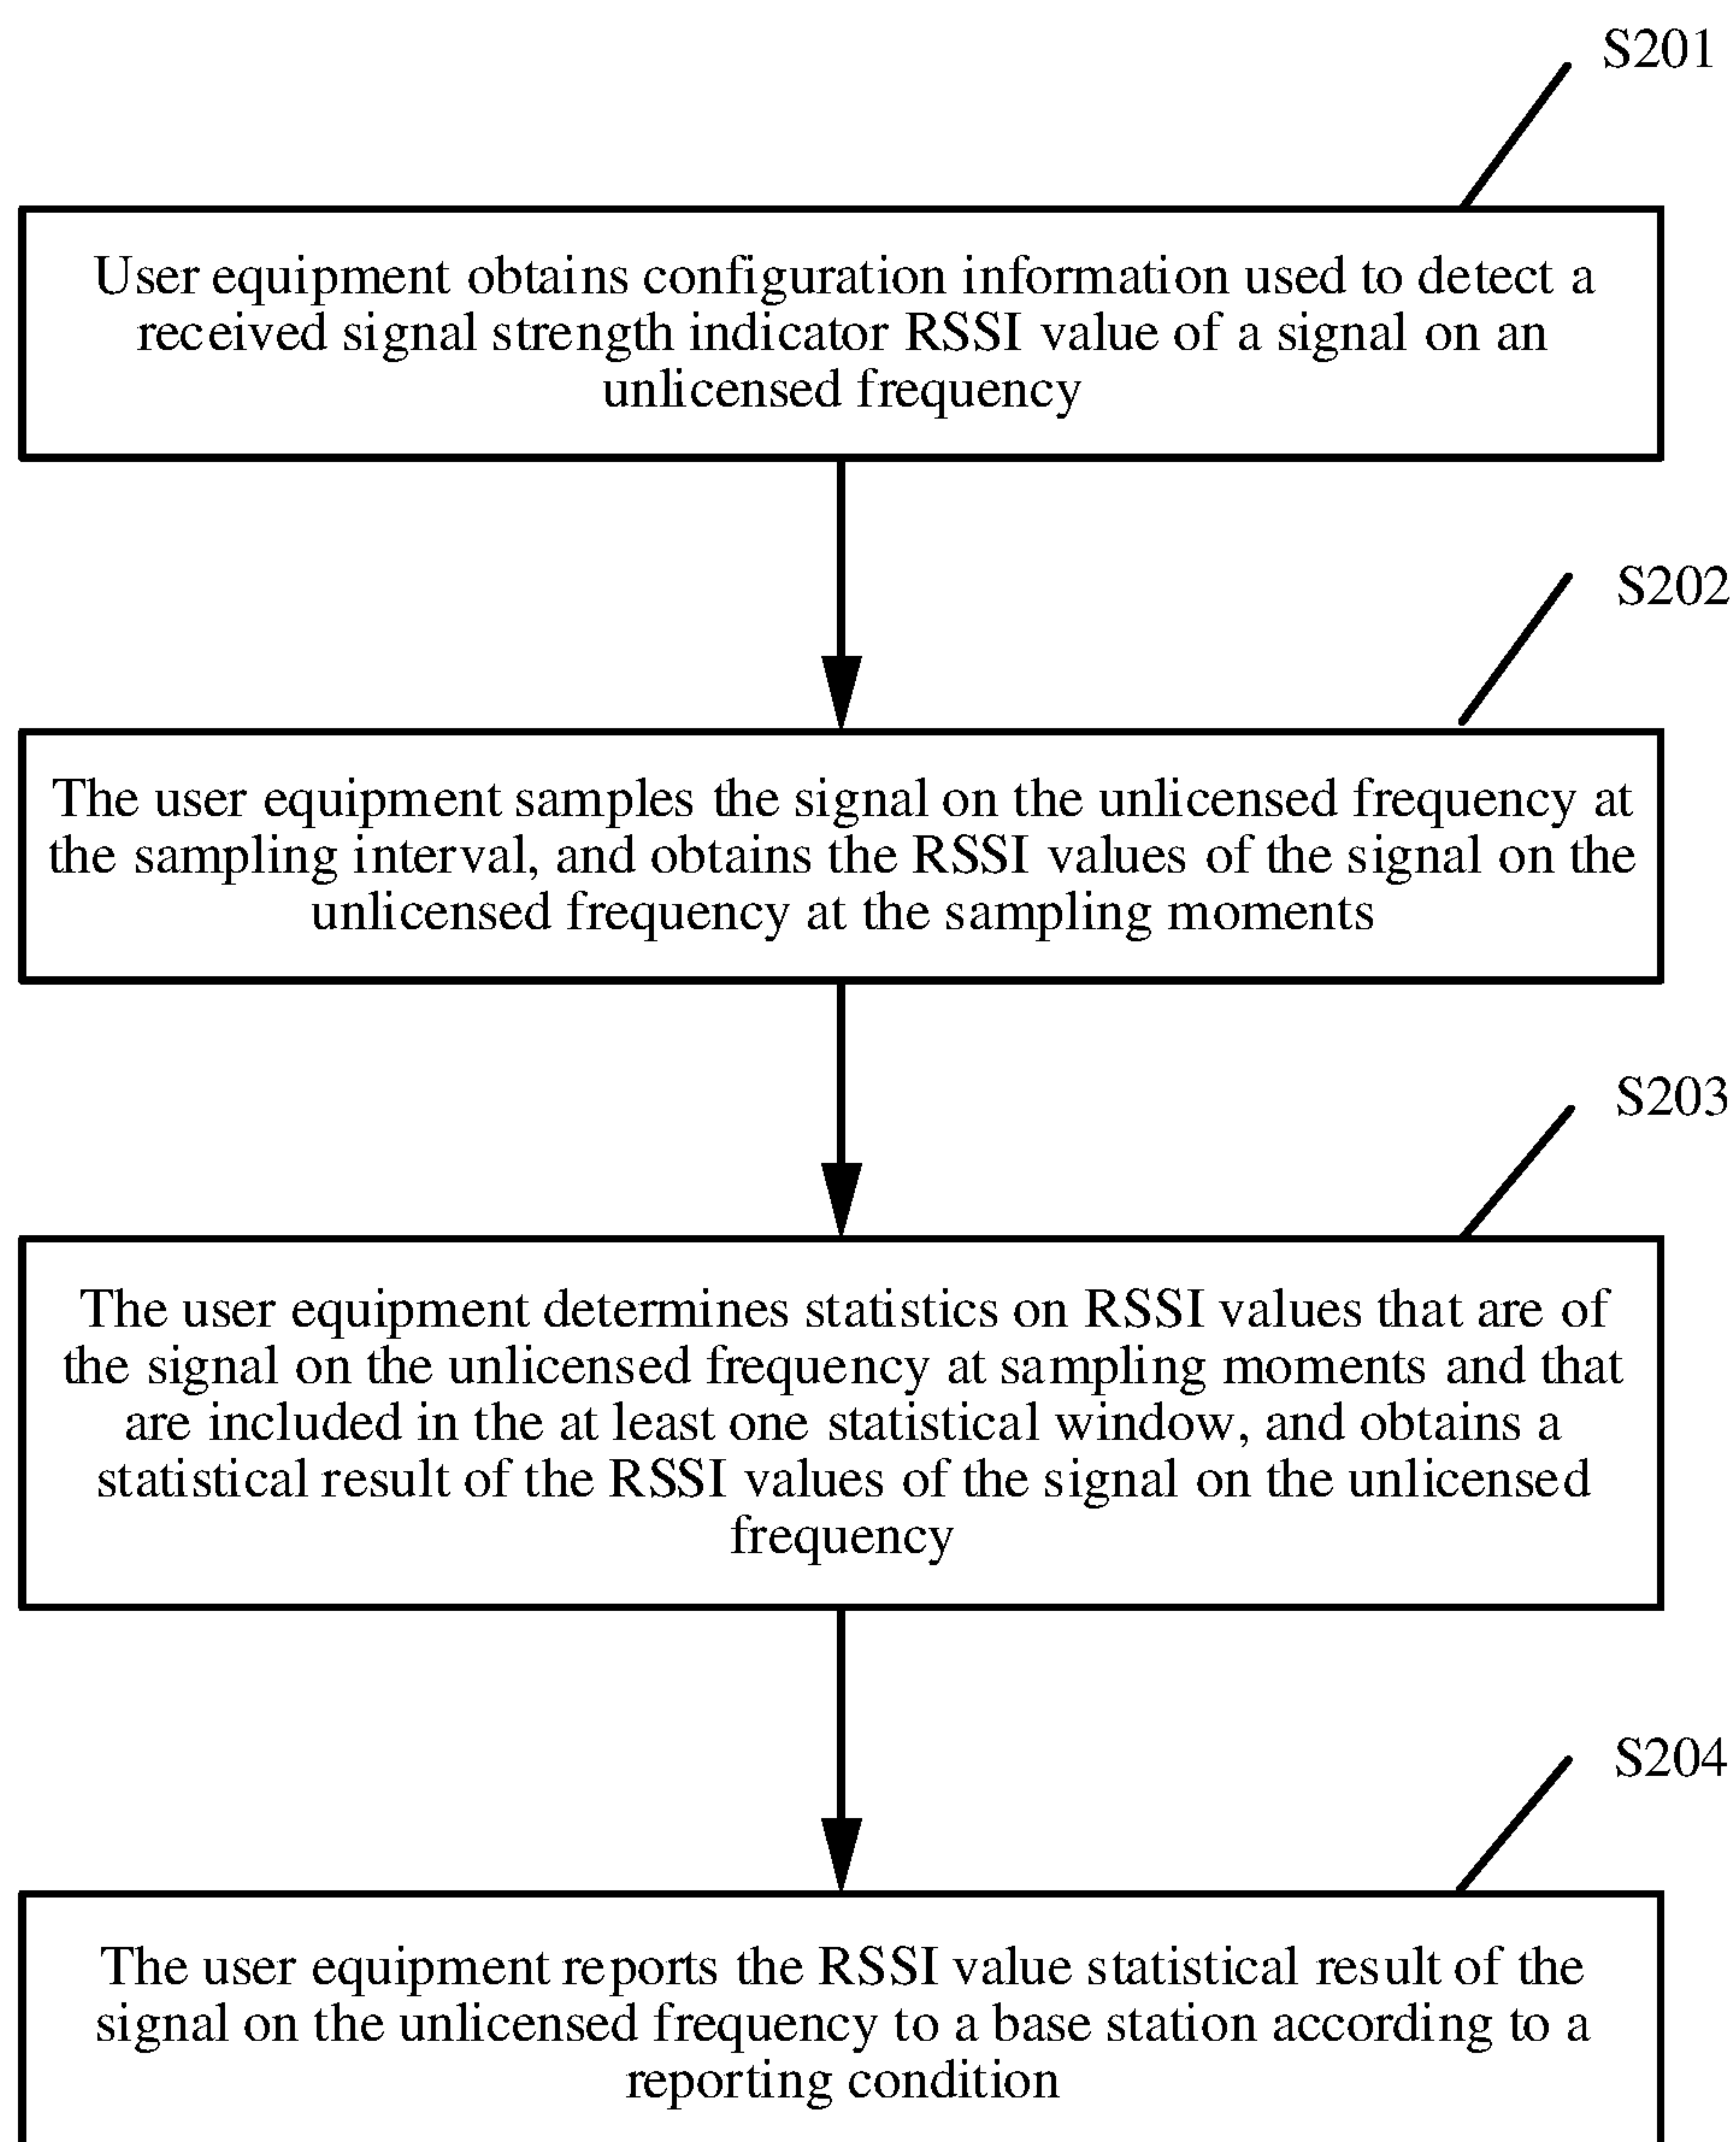 S201
User equipment obtains configuration information used to detect a
received signal strength indicator RSSI value of a signal on an
unlicensed frequency
S202
The user equipment samples the signal on the unlicensed frequency at
the sampling interval, and obtains the RSSI values of the signal on the
unlicensed frequency at the sampling moments
S203
The user equipment determines statistics on RSSI values that are of
the signal on the unlicensed frequency at sampling moments and that
are included in the at least one statistical window, and obtains a
statistical result of the RSSI values of the signal on the unlicensed
frequency
S204
The user equipment reports the RSSI value statistical result of the
signal on the unlicensed frequency to a base station according to a
reporting condition